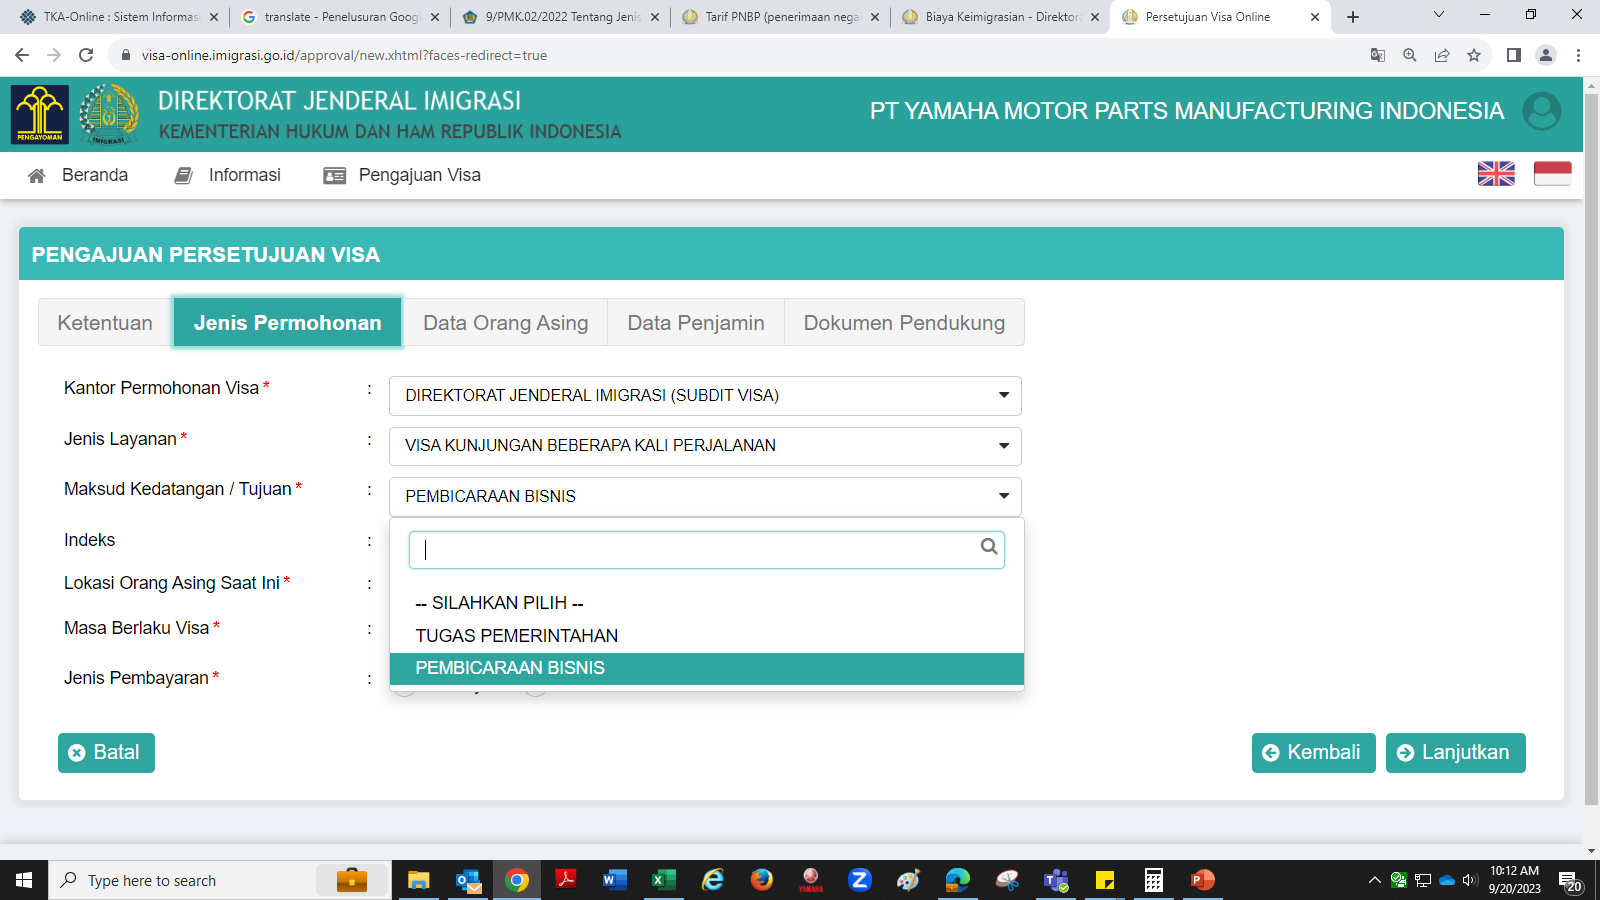 TKA-Online : Sistem Informas
translate - Penelusuran Goog
9/PMK.02/2022 Tentang Jenis
Tarif PNBP (penerimaan nega
Biaya Keimigrasian - Direktora
Persetujuan Visa Online
visa-online.imigrasi.go.id/approval/new.xhtml?faces-redirect=true
PENGAYOMAN
IMIGRASI
DIREKTORAT JENDERAL IMIGRASI
KEMENTERIAN HUKUM DAN HAM REPUBLIK INDONESIA
PT YAMAHA MOTOR PARTS MANUFACTURING INDONESIA
Beranda
Informasi
Pengajuan Visa
PENGAJUAN PERSETUJUAN VISA
Ketentuan
Jenis Permohonan
Data Orang Asing
Data Penjamin
Dokumen Pendukung
Kantor Permohonan Visa * : DIREKTORAT JENDERAL IMIGRASI (SUBDIT VISA)
Jenis Layanan * : VISA KUNJUNGAN BEBERAPA KALI PERJALANAN
Maksud Kedatangan / Tujuan * : PEMBICARAAN BISNIS
Indeks :
Lokasi Orang Asing Saat Ini * :
Masa Berlaku Visa * :
Jenis Pembayaran * :
-- SILAHKAN PILIH --
TUGAS PEMERINTAHAN
PEMBICARAAN BISNIS
Batal
Kembali
Lanjutkan
Type here to search
YAMAHA
10:12 AM
9/20/2023
20